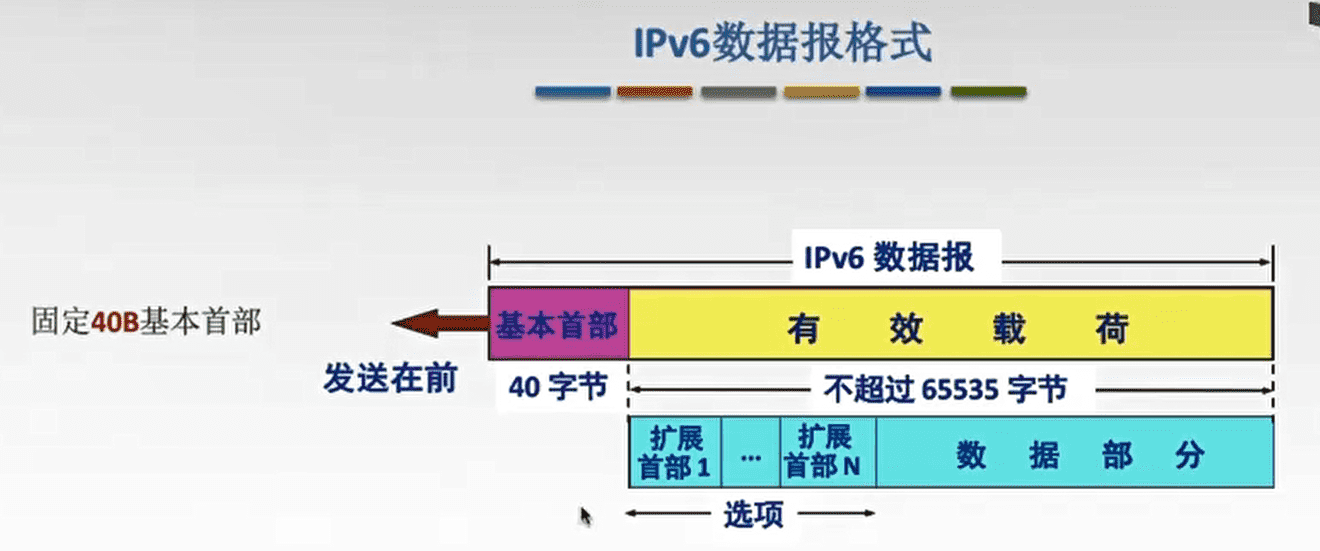 IPv6数据报格式
IPv6 数据报
固定40B基本首部
基本首部
有效载荷
发送在前
40 字节
不超过 65535 字节
扩展
首部 1
...
扩展
首部 N
数据部分
选项